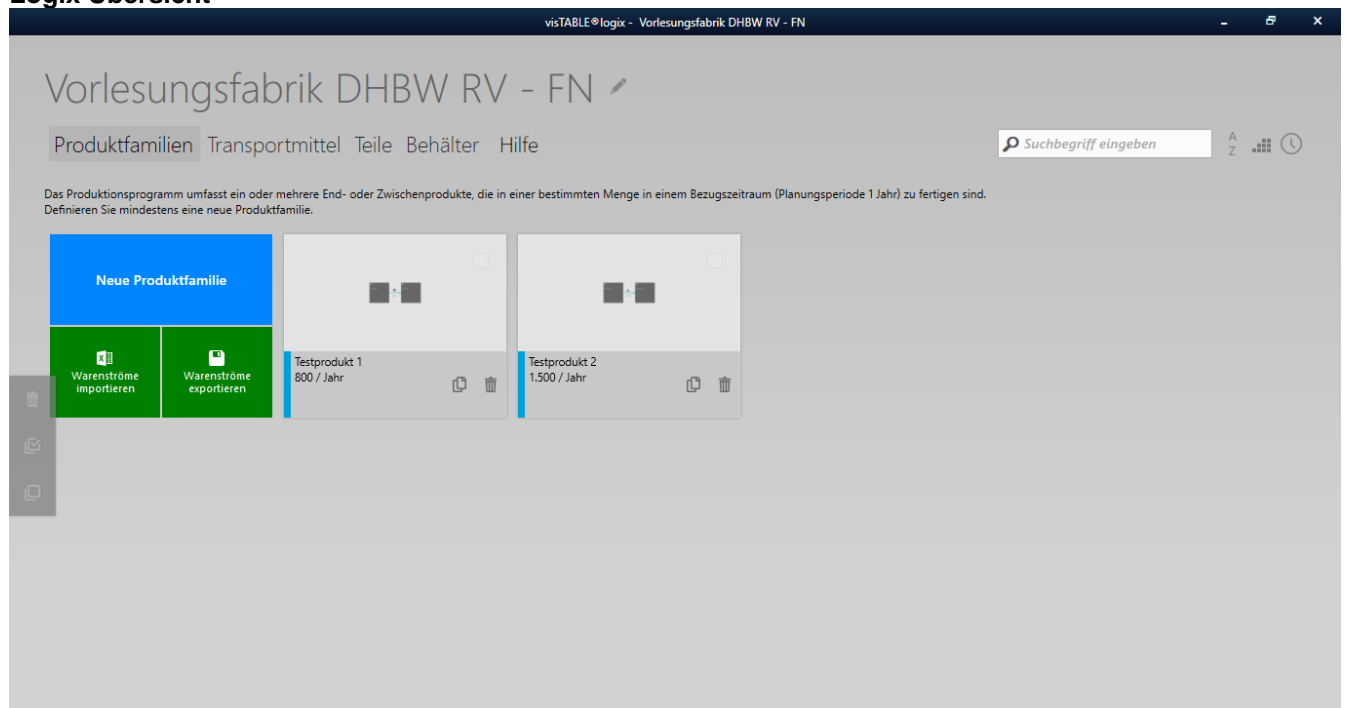 Logix Übersicht
visTABLE®logix - Vorlesungsfabrik DHBW RV - FN
Vorlesungsfabrik DHBW RV - FN
Produktfamilien Transportmittel Teile Behälter Hilfe
Suchbegriff eingeben
A
Z
Das Produktionsprogramm umfasst ein oder mehrere End- oder Zwischenprodukte, die in einer bestimmten Menge in einem Bezugszeitraum (Planungsperiode 1 Jahr) zu fertigen sind.
Definieren Sie mindestens eine neue Produktfamilie.
Neue Produktfamilie
Warenströme
importieren
Warenströme
exportieren
Testprodukt 1
800 / Jahr
Testprodukt 2
1.500 / Jahr